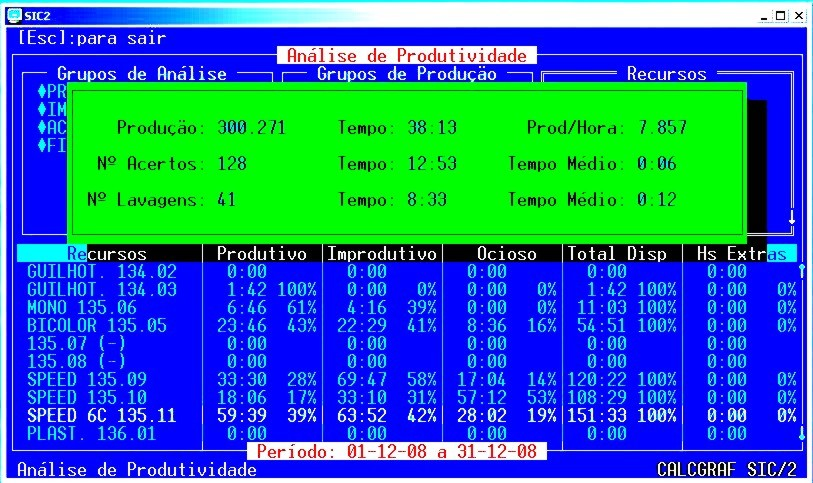 SIC2
[Esc]:para sair
Análise de Produtividade
Grupos de Análise Grupos de Produção Recursos
PR
IM
AC
FI
Produção: 300.271 Tempo: 38:13 Prod/Hora: 7.857
Nº Acertos: 128 Tempo: 12:53 Tempo Médio: 0:06
Nº Lavagens: 41 Tempo: 8:33 Tempo Médio: 0:12
Recursos Produtivo Improdutivo Ocioso Total Disp Hs Extras
GUILHOT. 134.02 0:00 0:00 0:00 0:00 0:00
GUILHOT. 134.03 1:42 100% 0:00 0% 0:00 0% 1:42 100% 0:00 0%
MONO 135.06 6:46 61% 4:16 39% 0:00 0% 11:03 100% 0:00 0%
BICOLOR 135.05 23:46 43% 22:29 41% 8:36 16% 54:51 100% 0:00 0%
135.07 (-) 0:00 0:00 0:00 0:00 0:00
135.08 (-) 0:00 0:00 0:00 0:00 0:00
SPEED 135.09 33:30 28% 69:47 58% 17:04 14% 120:22 100% 0:00 0%
SPEED 135.10 18:06 17% 33:10 31% 57:12 53% 108:29 100% 0:00 0%
SPEED 6C 135.11 59:39 39% 63:52 42% 28:02 19% 151:33 100% 0:00 0%
PLAST. 136.01 0:00 0:00 0:00 0:00 0:00
Período: 01-12-08 a 31-12-08
Análise de Produtividade CALCGRAF SIC/2